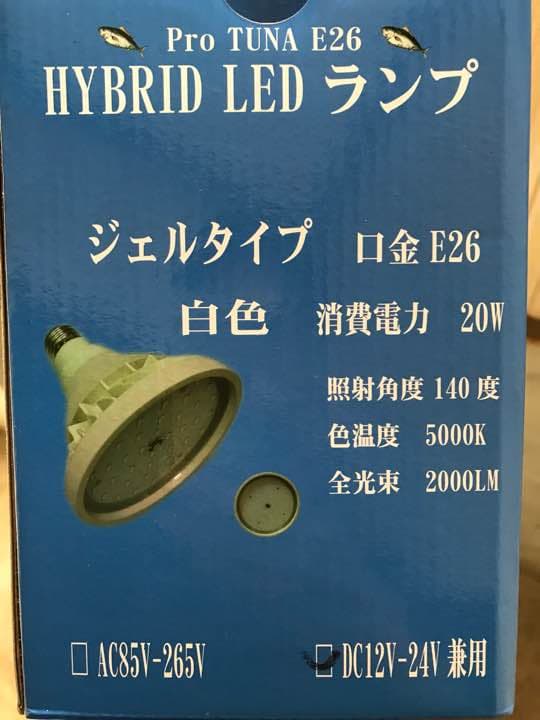 Pro TUNA E26
HYBRID LED ランプ
ジェルタイプ 口金 E26
白色 消費電力 20W
照射角度 140 度
色温度 5000K
全光束 2000LM
□ AC85V-265V □ DC12V-24V 兼用